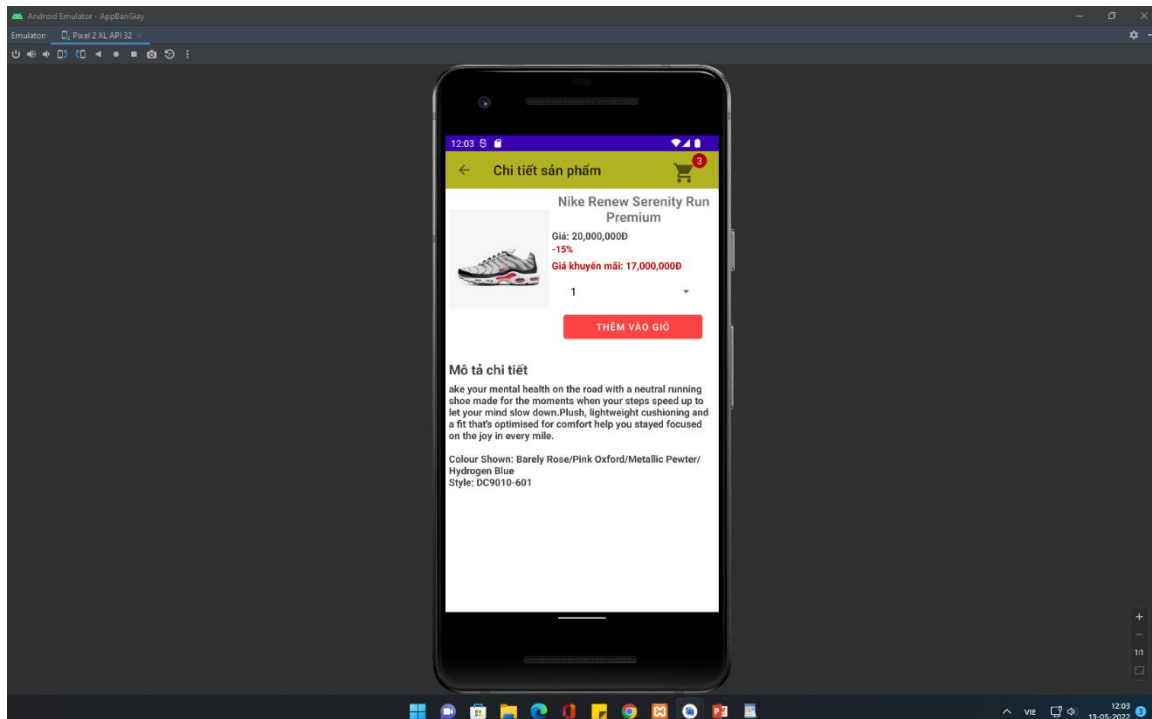 Android Emulator - AppBanGiay
Emulator: Pixel 2 XL API 32
12:03
Chi tiết sản phẩm
3
Nike Renew Serenity Run
Premium
Giá: 20,000,000Đ
-15%
Giá khuyến mãi: 17,000,000Đ
1
THÊM VÀO GIỎ
Mô tả chi tiết
ake your mental health on the road with a neutral running
shoe made for the moments when your steps speed up to
let your mind slow down.Plush, lightweight cushioning and
a fit that's optimised for comfort help you stayed focused
on the joy in every mile.
Colour Shown: Barely Rose/Pink Oxford/Metallic Pewter/
Hydrogen Blue
Style: DC9010-601
1:1
VIE
12:03
13-05-2022